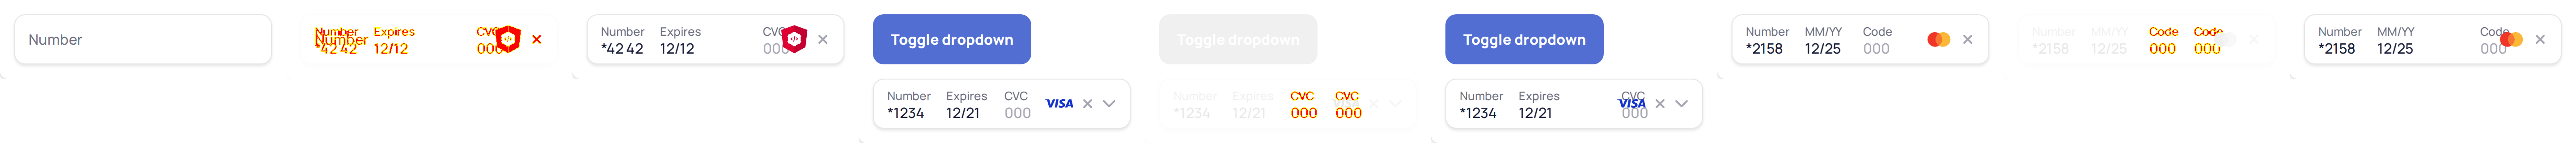 Number
Number Expires CVC
Number
*42 42 12/12 000
Number Expires CVC
*42 42 12/12 000
Toggle dropdown
Number Expires CVC
*1234 12/21 000
VISA
Toggle dropdown
Number Expires CVC CVC
*1234 12/21 000 000
Toggle dropdown
Number Expires CVC
*1234 12/21 000
VISA
Number MM/YY Code
*2158 12/25 000
Number MM/YY Code Code
*2158 12/25 000 000
Number MM/YY Code
*2158 12/25 000